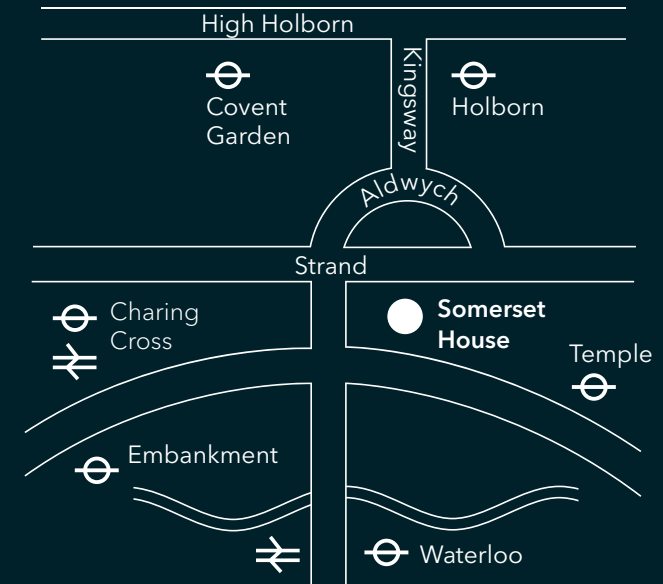 High Holborn
Kingsway
Covent
Garden
Holborn
Aldwych
Strand
Charing
Cross
Somerset
House
Temple
Embankment
Waterloo